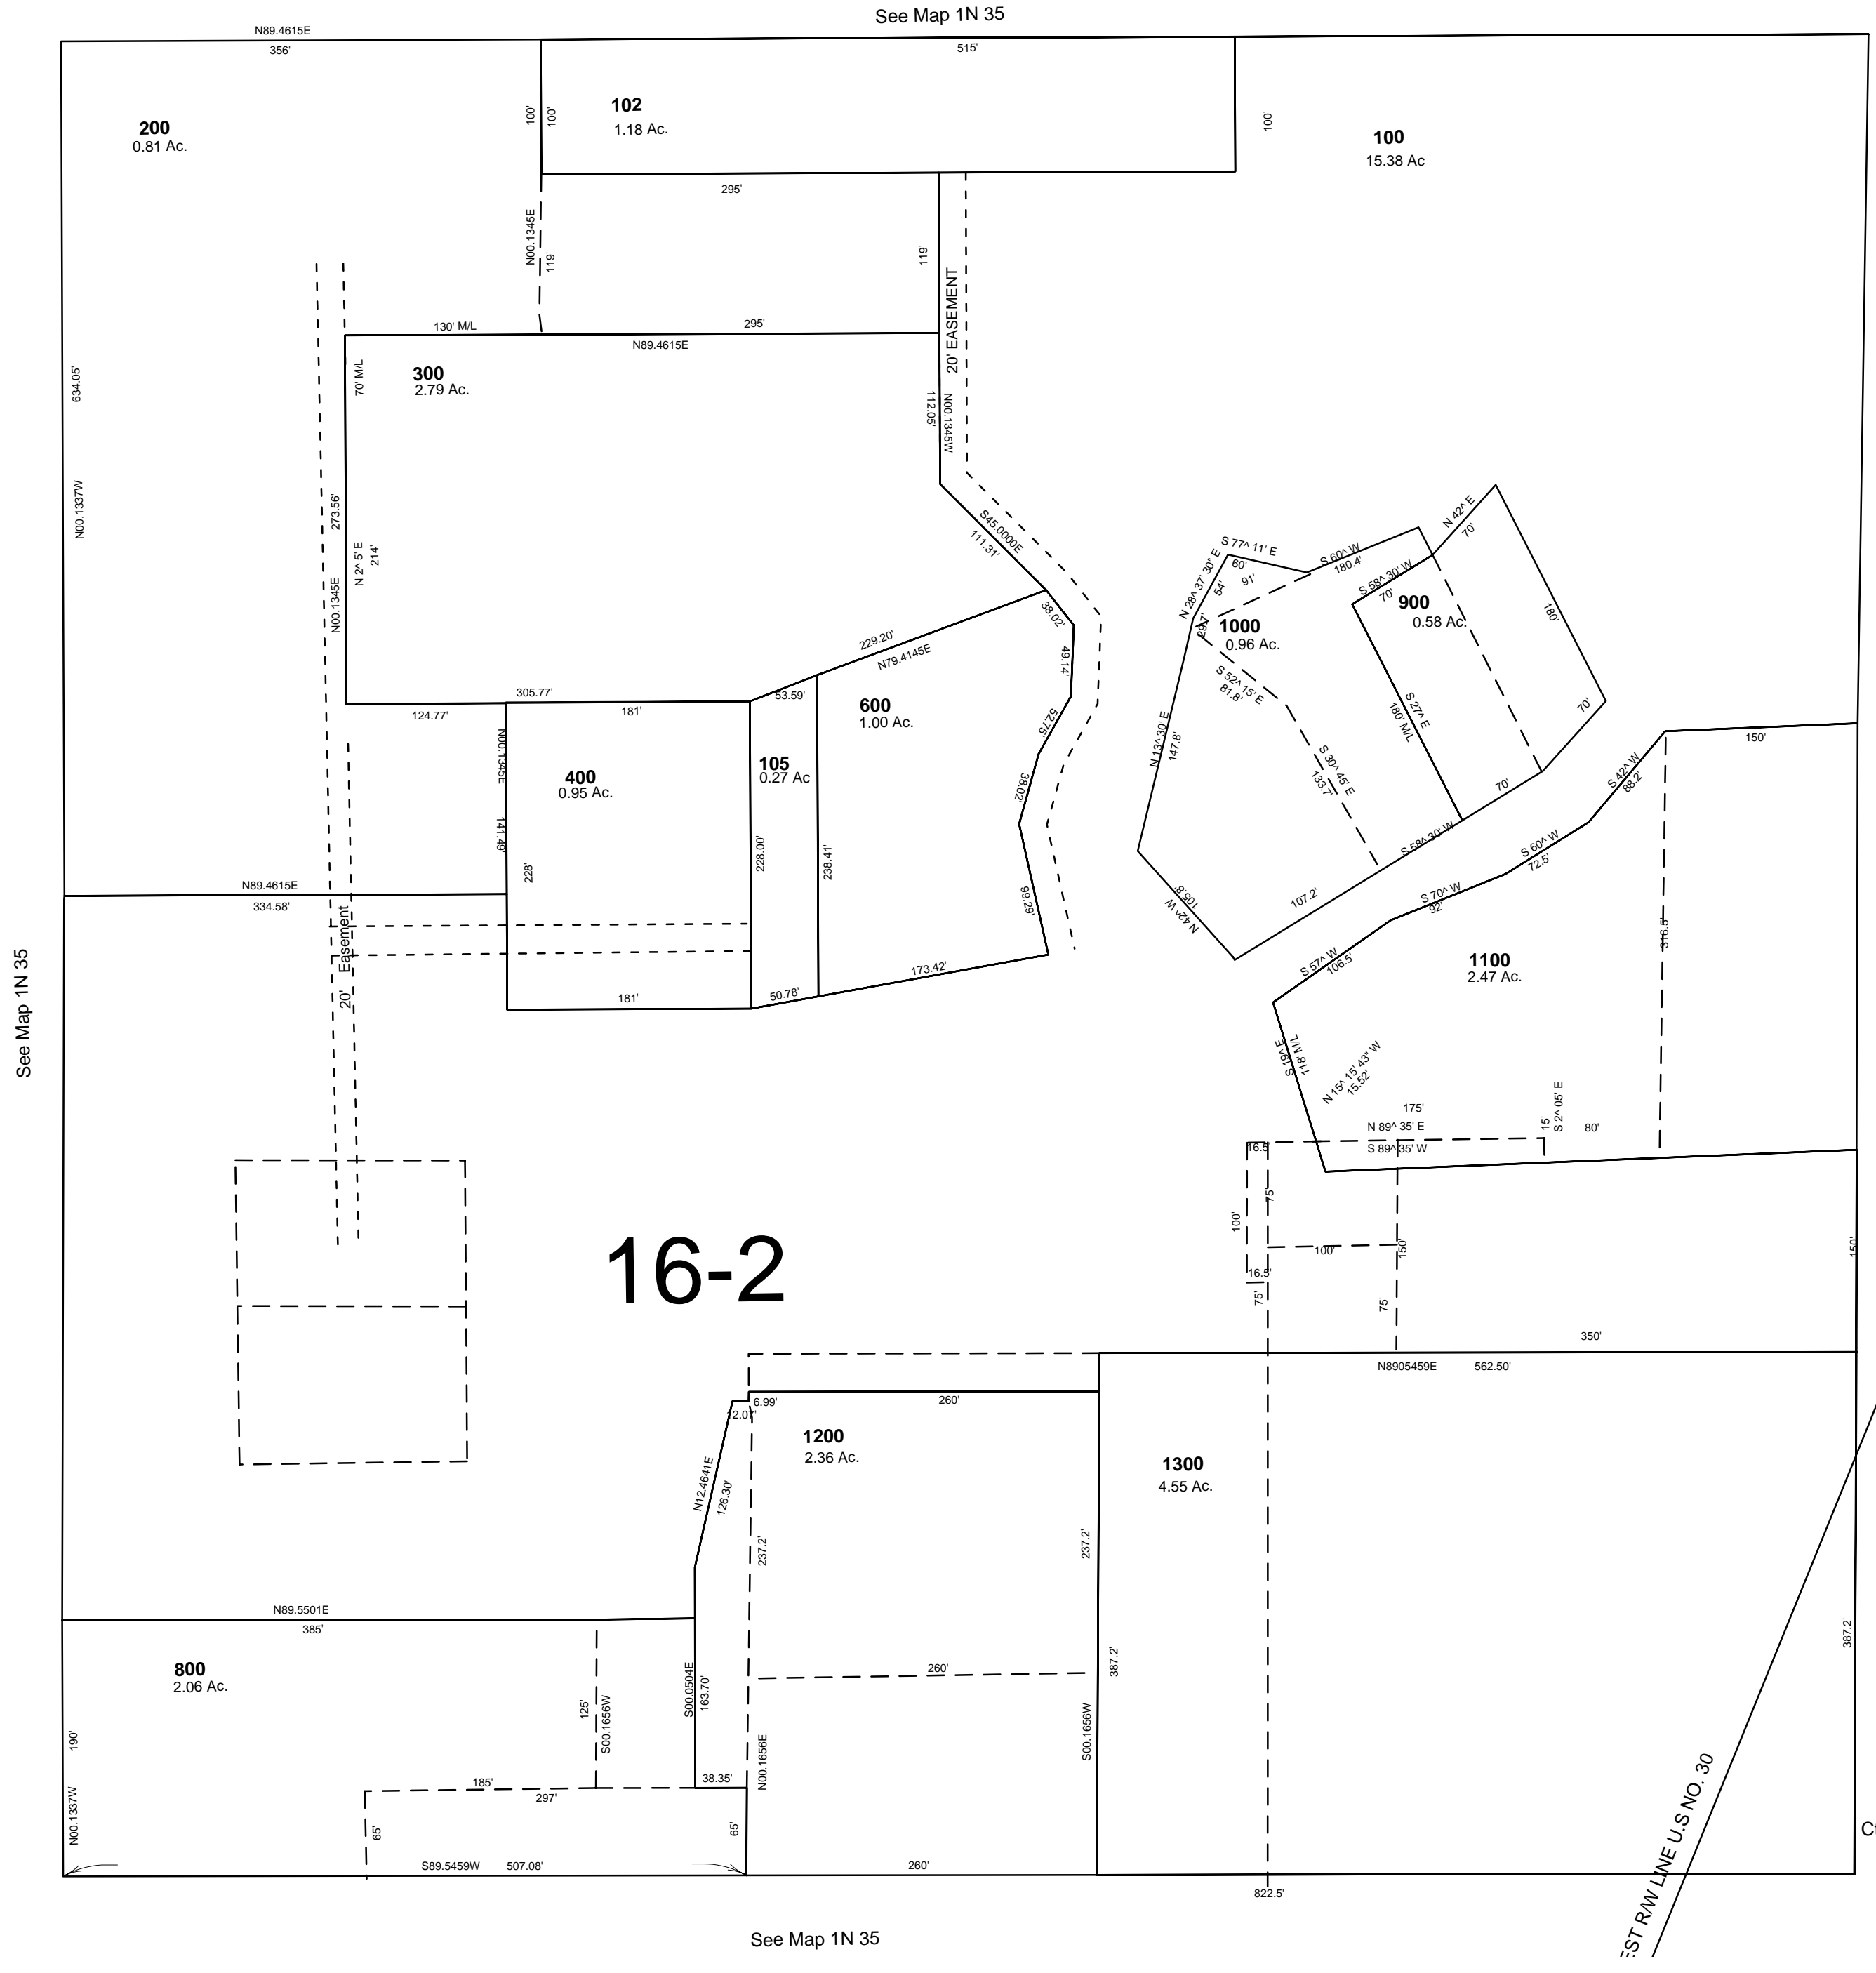 See Map 1N 35
N89.4615E
356'
515'
200
0.81 Ac.
100'
100'
102
1.18 Ac.
100'
100
15.38 Ac
295'
N00.1345E
119'
119'
20' EASEMENT
130' M/L
295'
N89.4615E
634.05'
N00.1337W
300
2.79 Ac.
70' M/L
112.05'
N00.1345W
273.56'
N00.1345E
N 2^ 5' E
214'
S45.0000E
111.31'
38.02'
49.14'
52.75'
38.02'
99.29'
229.20'
N79.4145E
53.59'
305.77'
124.77'
181'
N00.1345E
141.49'
228'
400
0.95 Ac.
105
0.27 Ac
228.00'
238.41'
600
1.00 Ac.
N89.4615E
334.58'
181'
50.78'
173.42'
20' Easement
See Map 1N 35
S 77^ 11' E
60'
N 28^ 37' 30" E
54'
91'
29.7'
S 60^ W
180.4'
N 42^ E
70'
S 58^ 30' W
70'
900
0.58 Ac.
1000
0.96 Ac.
180'
70'
S 52^ 15' E
81.8'
S 27^ E
180' M/L
N 13^ 30' E
147.8'
S 30^ 45' E
133.7'
70'
S 58^ 30' W
107.2'
N 42^ W
105.8'
150'
S 42^ W
88.2'
S 60^ W
72.5'
S 70^ W
92'
S 57^ W
106.5'
316.5'
1100
2.47 Ac.
S 19^ E
118' M/L
N 15^ 15' 43" W
15.52'
175'
N 89^ 35' E
S 89^ 35' W
15'
S 2^ 05' E
80'
16.5'
75'
100'
100'
150'
150'
16.5'
75'
75'
16-2
350'
N8905459E
562.50'
6.99'
12.07'
260'
1200
2.36 Ac.
N12.4641E
126.30'
237.2'
237.2'
1300
4.55 Ac.
N89.5501E
385'
800
2.06 Ac.
125'
S00.1656W
S00.0504E
163.70'
260'
387.2'
387.2'
N00.1656E
S00.1656W
190'
N00.1337W
185'
297'
38.35'
65'
65'
S89.5459W
507.08'
260'
822.5'
EST R/W LINE U.S NO. 30
See Map 1N 35